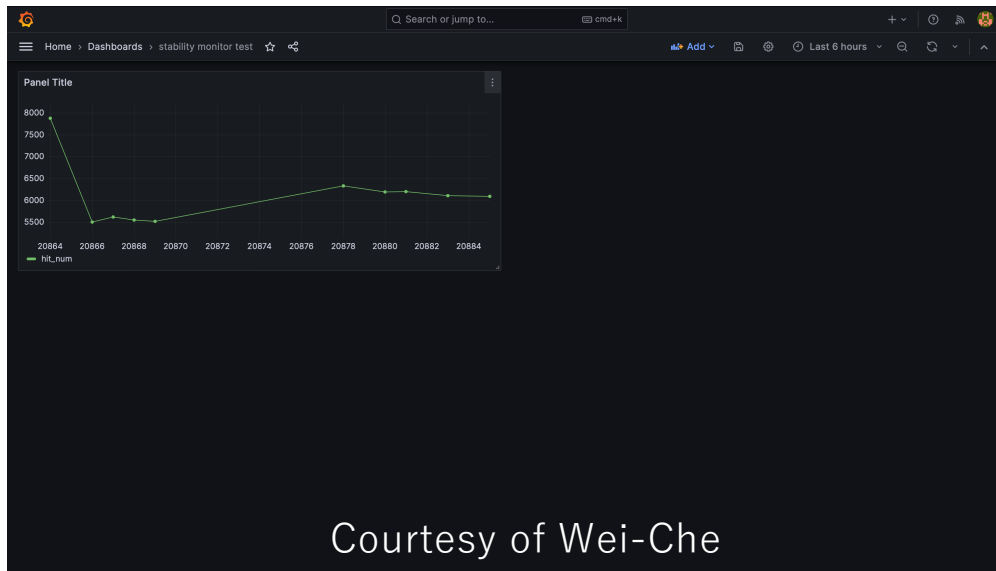 Search or jump to...
cmd+k
Home › Dashboards › stability monitor test
Add
Last 6 hours
Panel Title
8000
7500
7000
6500
6000
5500
20864 20866 20868 20870 20872 20874 20876 20878 20880 20882 20884
hit_num
Courtesy of Wei-Che